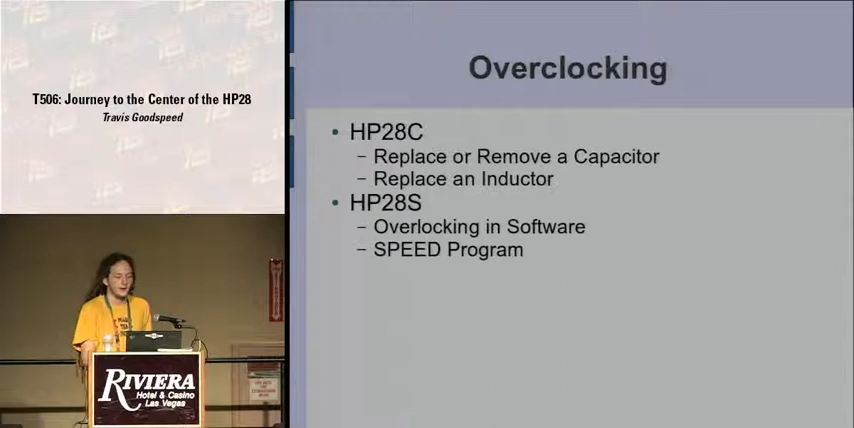 T506: Journey to the Center of the HP28
Travis Goodspeed
Overclocking
• HP28C
– Replace or Remove a Capacitor
– Replace an Inductor
• HP28S
– Overlocking in Software
– SPEED Program
RIVIERA
Hotel & Casino
Las Vegas